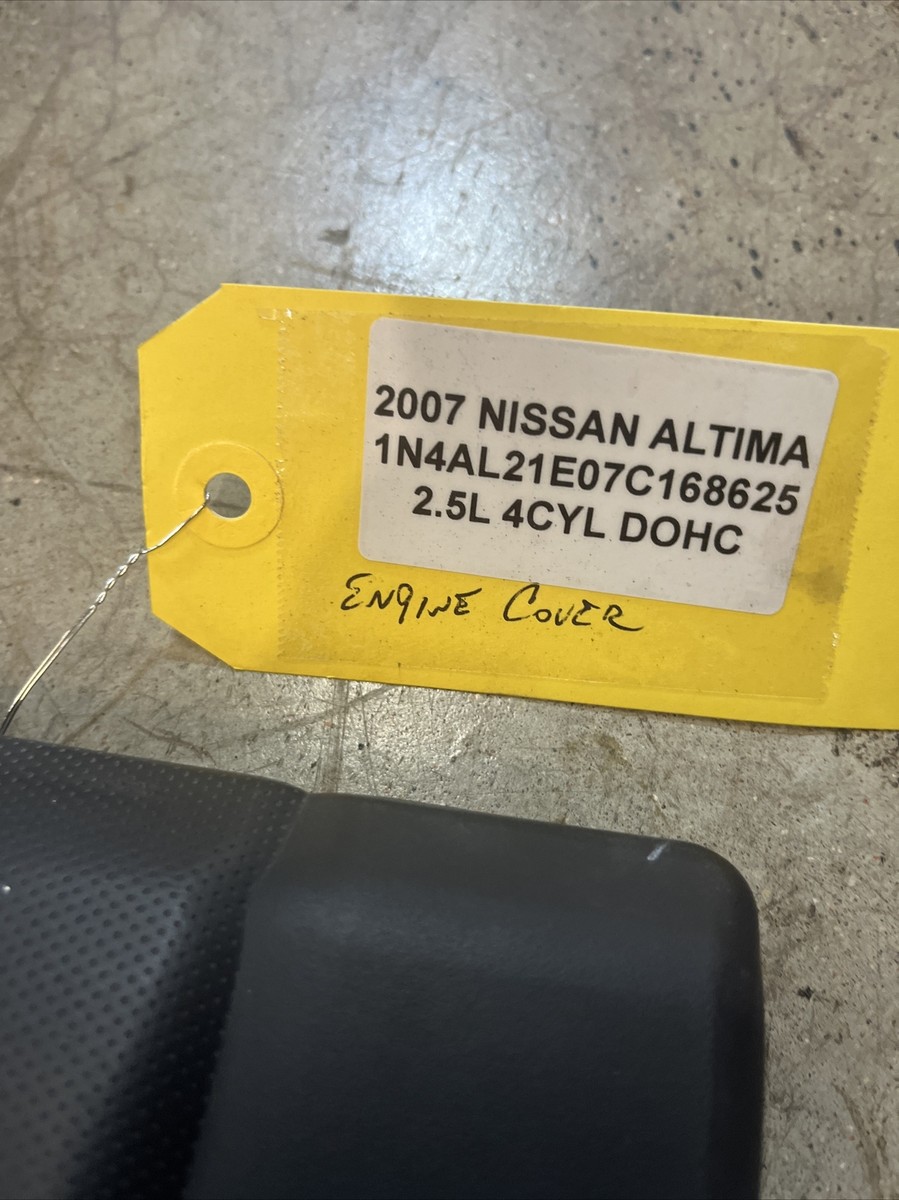 2007 NISSAN ALTIMA
1N4AL21E07C168625
2.5L 4CYL DOHC
ENgINE COVER